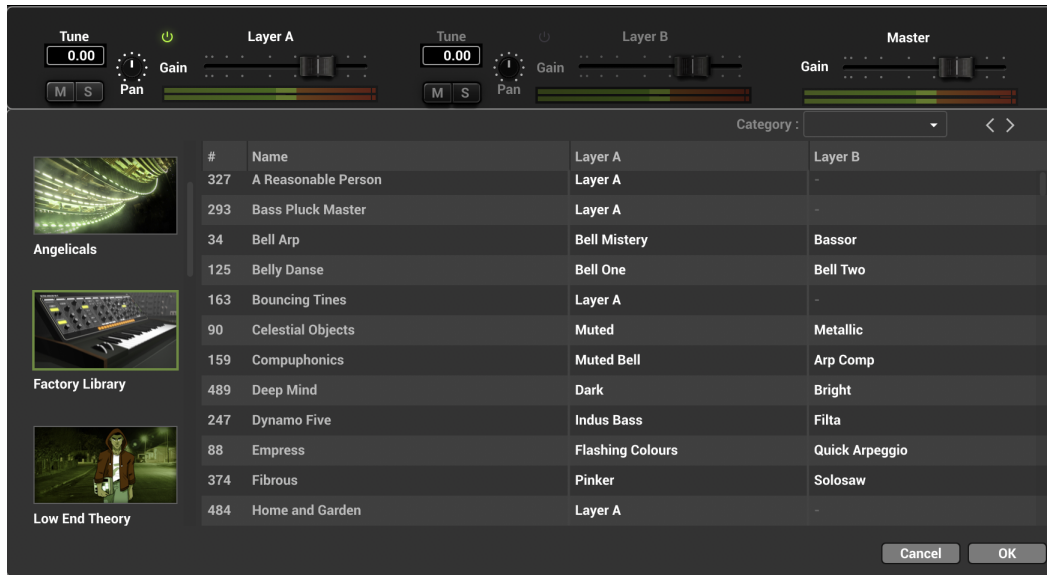 Tune Layer A Tune Layer B Master
0.00 0.00
Gain Gain Gain
M S Pan M S Pan
Category :
# Name Layer A Layer B
327 A Reasonable Person Layer A -
293 Bass Pluck Master Layer A -
34 Bell Arp Bell Mistery Bassor
Angelicals
125 Belly Danse Bell One Bell Two
163 Bouncing Tines Layer A -
90 Celestial Objects Muted Metallic
159 Compuphonics Muted Bell Arp Comp
Factory Library
489 Deep Mind Dark Bright
247 Dynamo Five Indus Bass Filta
88 Empress Flashing Colours Quick Arpeggio
374 Fibrous Pinker Solosaw
484 Home and Garden Layer A -
Low End Theory
Cancel OK